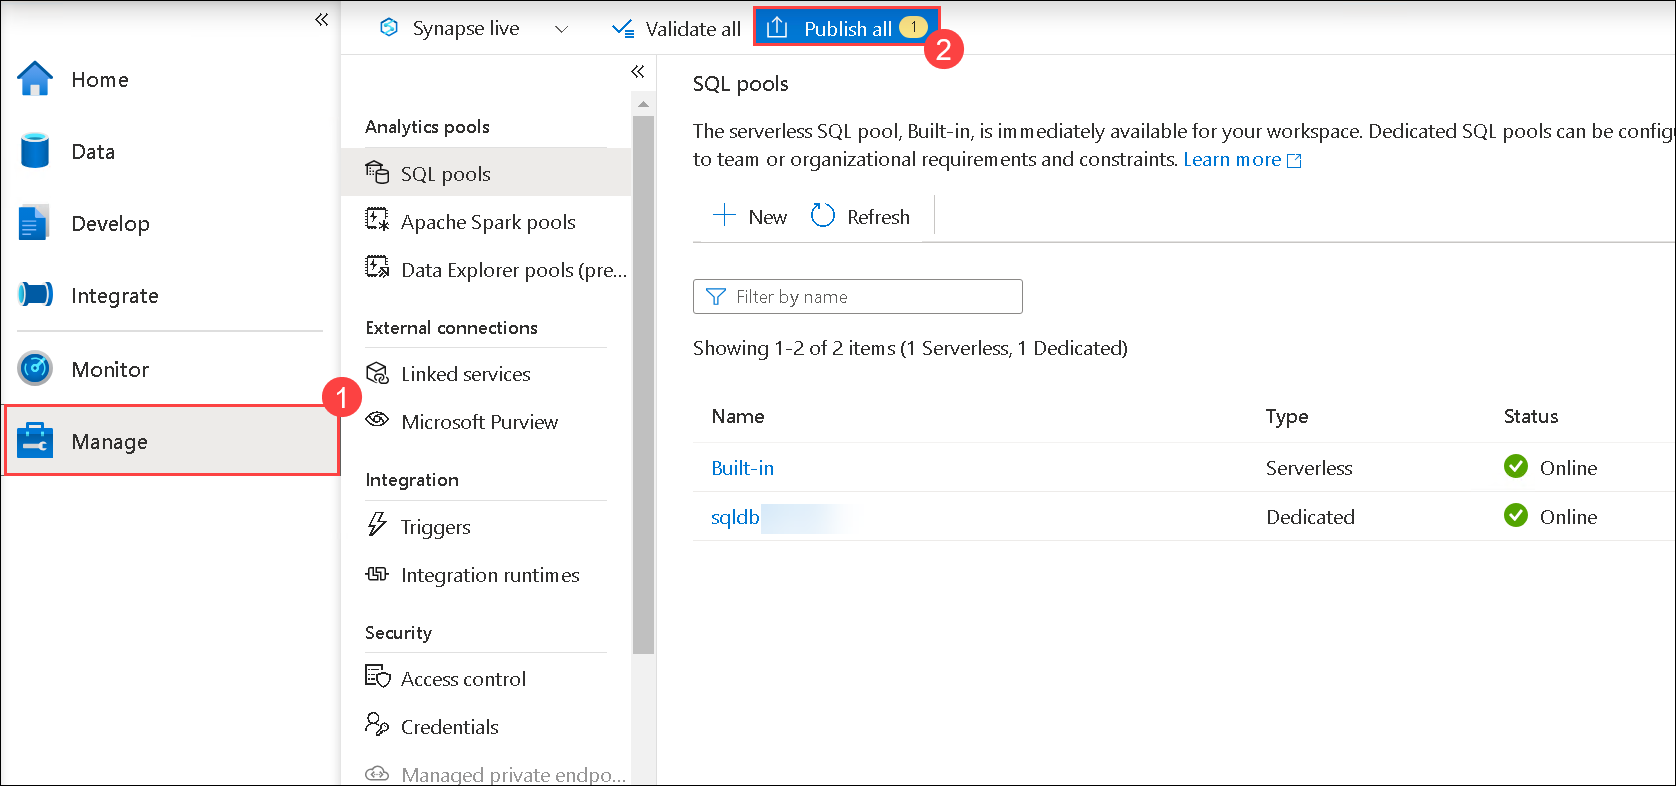 Home
Data
Develop
Integrate
Monitor
1
Manage
Synapse live
Validate all
Publish all 1
2
Analytics pools
SQL pools
Apache Spark pools
Data Explorer pools (pre...
External connections
Linked services
Microsoft Purview
Integration
Triggers
Integration runtimes
Security
Access control
Credentials
Managed private endpo...
SQL pools
The serverless SQL pool, Built-in, is immediately available for your workspace. Dedicated SQL pools can be config
to team or organizational requirements and constraints. Learn more
New Refresh
Filter by name
Showing 1-2 of 2 items (1 Serverless, 1 Dedicated)
Name Type Status
Built-in Serverless Online
sqldb Dedicated Online